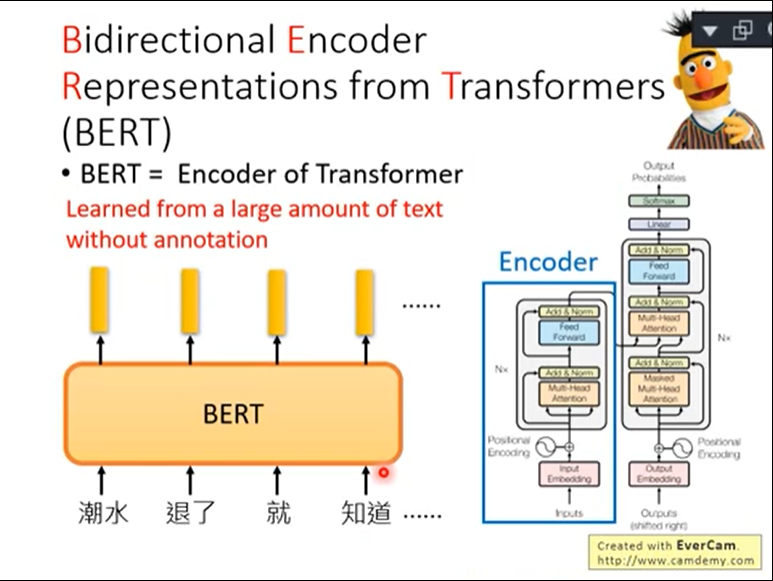 Bidirectional Encoder
Representations from Transformers
(BERT)
• BERT = Encoder of Transformer
Learned from a large amount of text
without annotation
......
BERT
潮水 退了 就 知道 ......
Encoder
Add & Norm
Feed
Forward
Nx
Add & Norm
Multi-Head
Attention
Positional
Encoding
Input
Embedding
Inputs
Output
Probabilities
Softmax
Linear
Add & Norm
Feed
Forward
Add & Norm
Multi-Head
Attention
Nx
Add & Norm
Masked
Multi-Head
Attention
Positional
Encoding
Output
Embedding
Outputs
(shifted right)
Created with EverCam.
http://www.camdemy.com